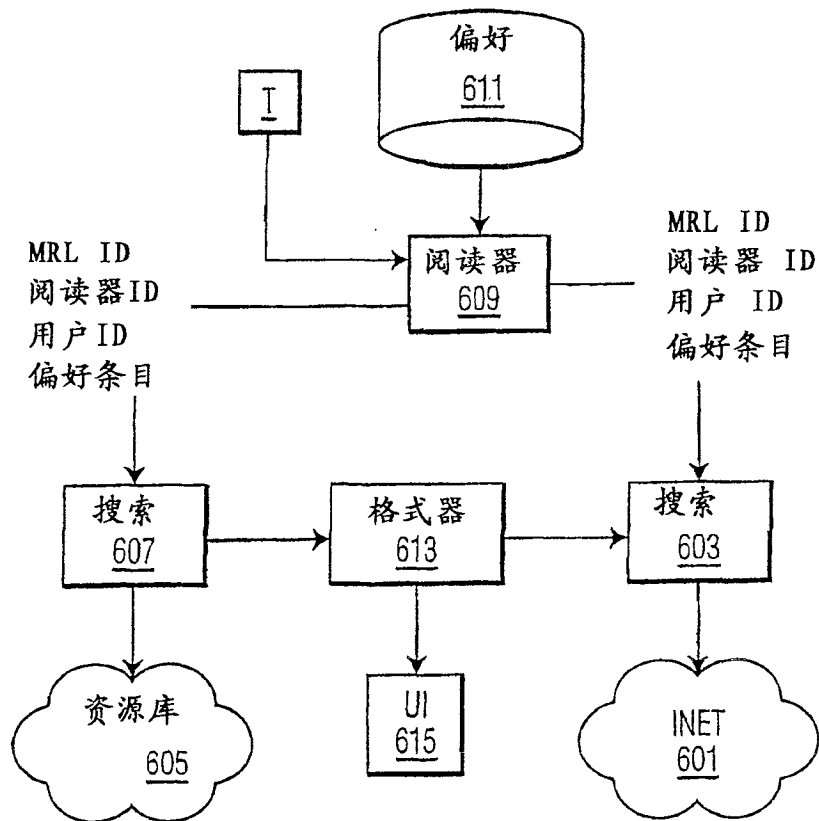 偏好
611
T
MRL ID
阅读器ID
用户ID
偏好条目
阅读器
609
MRL ID
阅读器 ID
用户 ID
偏好条目
搜索
607
格式器
613
搜索
603
资源库
605
UI
615
INET
601